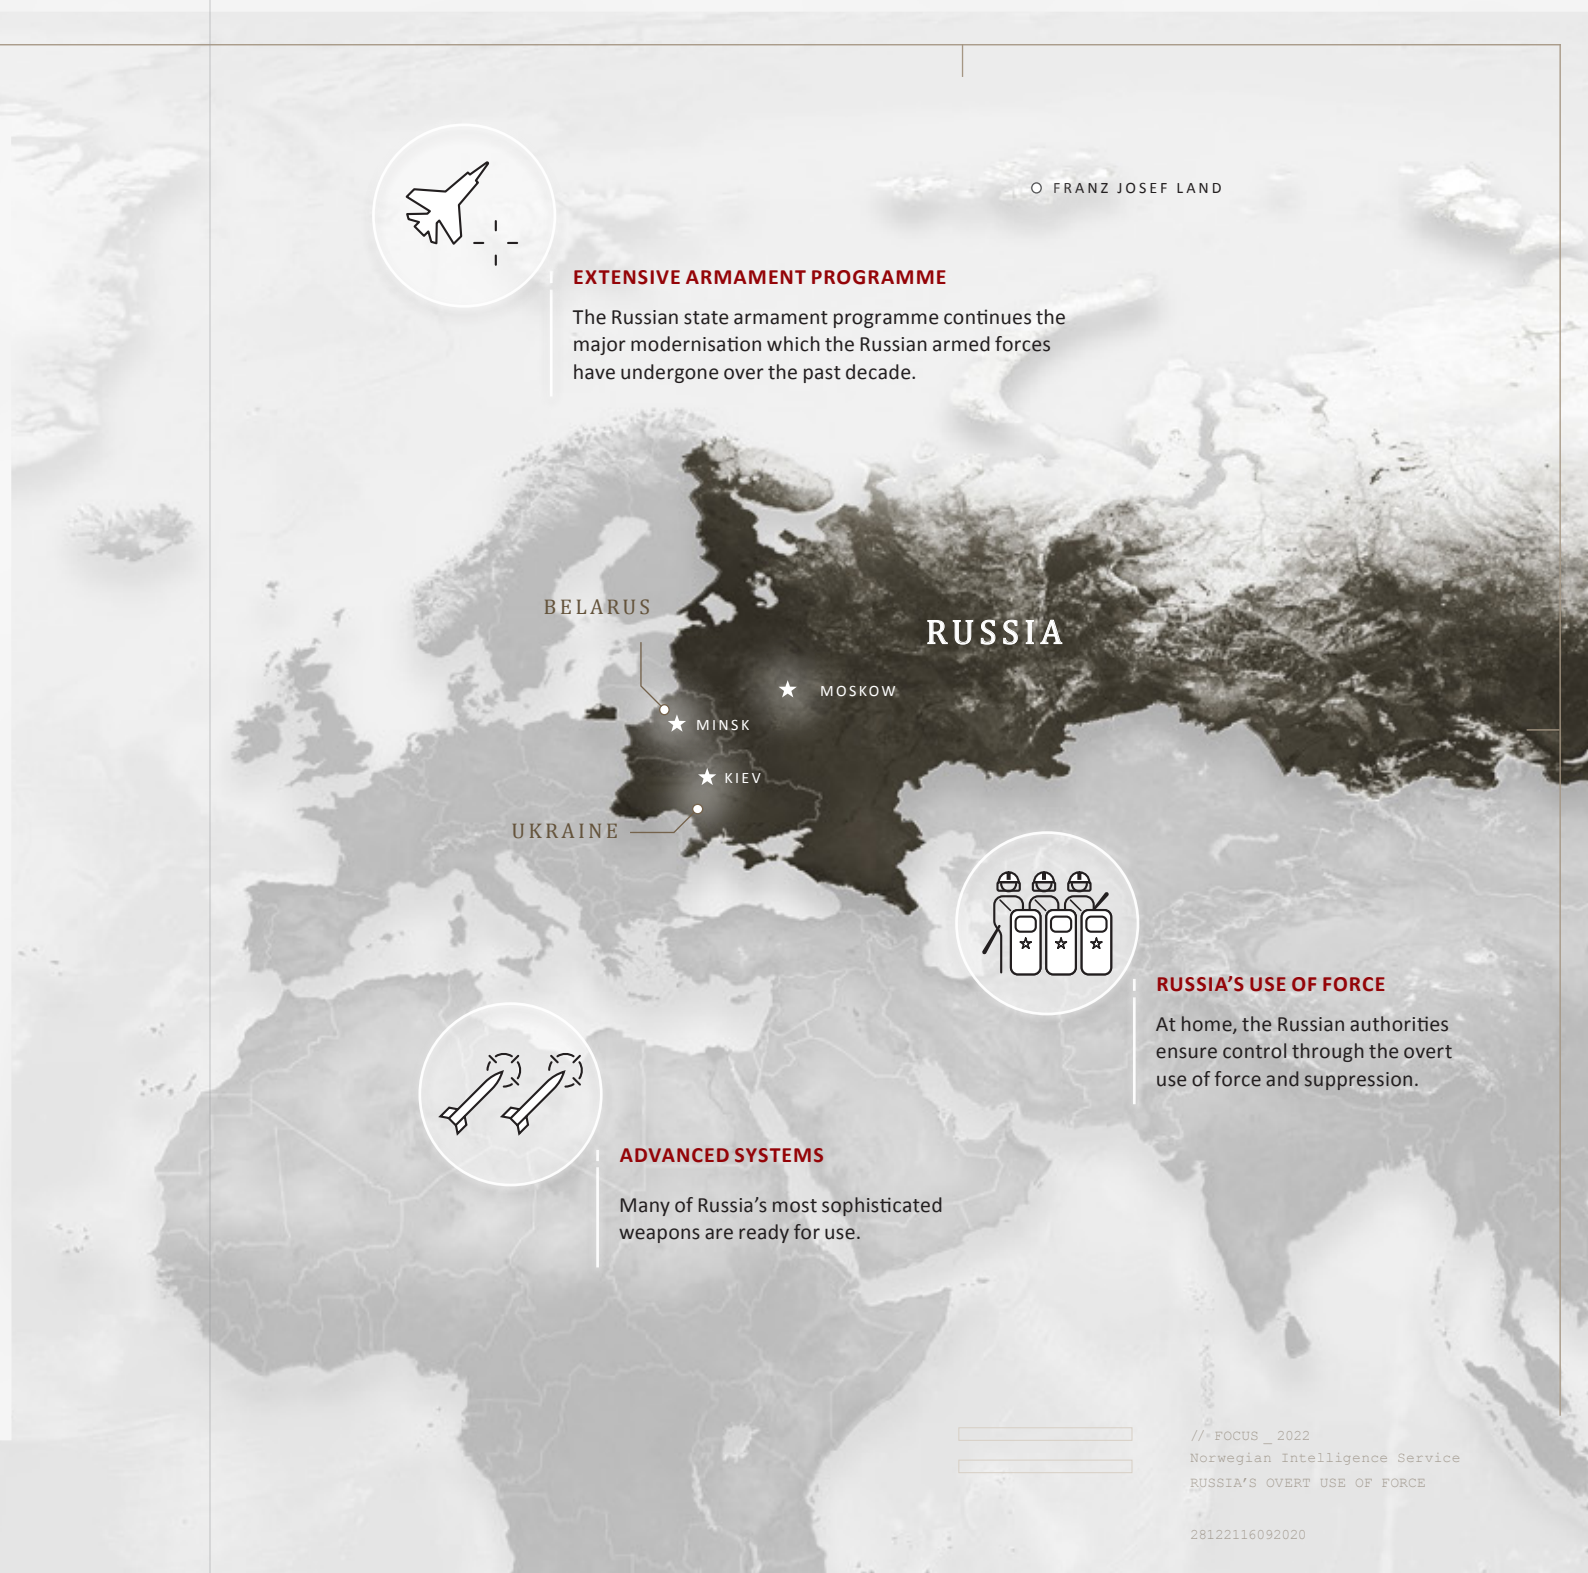 FRANZ JOSEF LAND
EXTENSIVE ARMAMENT PROGRAMME
The Russian state armament programme continues the
major modernisation which the Russian armed forces
have undergone over the past decade.
BELARUS
RUSSIA
MOSKOW
MINSK
KIEV
UKRAINE
RUSSIA’S USE OF FORCE
At home, the Russian authorities
ensure control through the overt
use of force and suppression.
ADVANCED SYSTEMS
Many of Russia’s most sophisticated
weapons are ready for use.
// FOCUS _ 2022
Norwegian Intelligence Service
RUSSIA’S OVERT USE OF FORCE
28122116092020